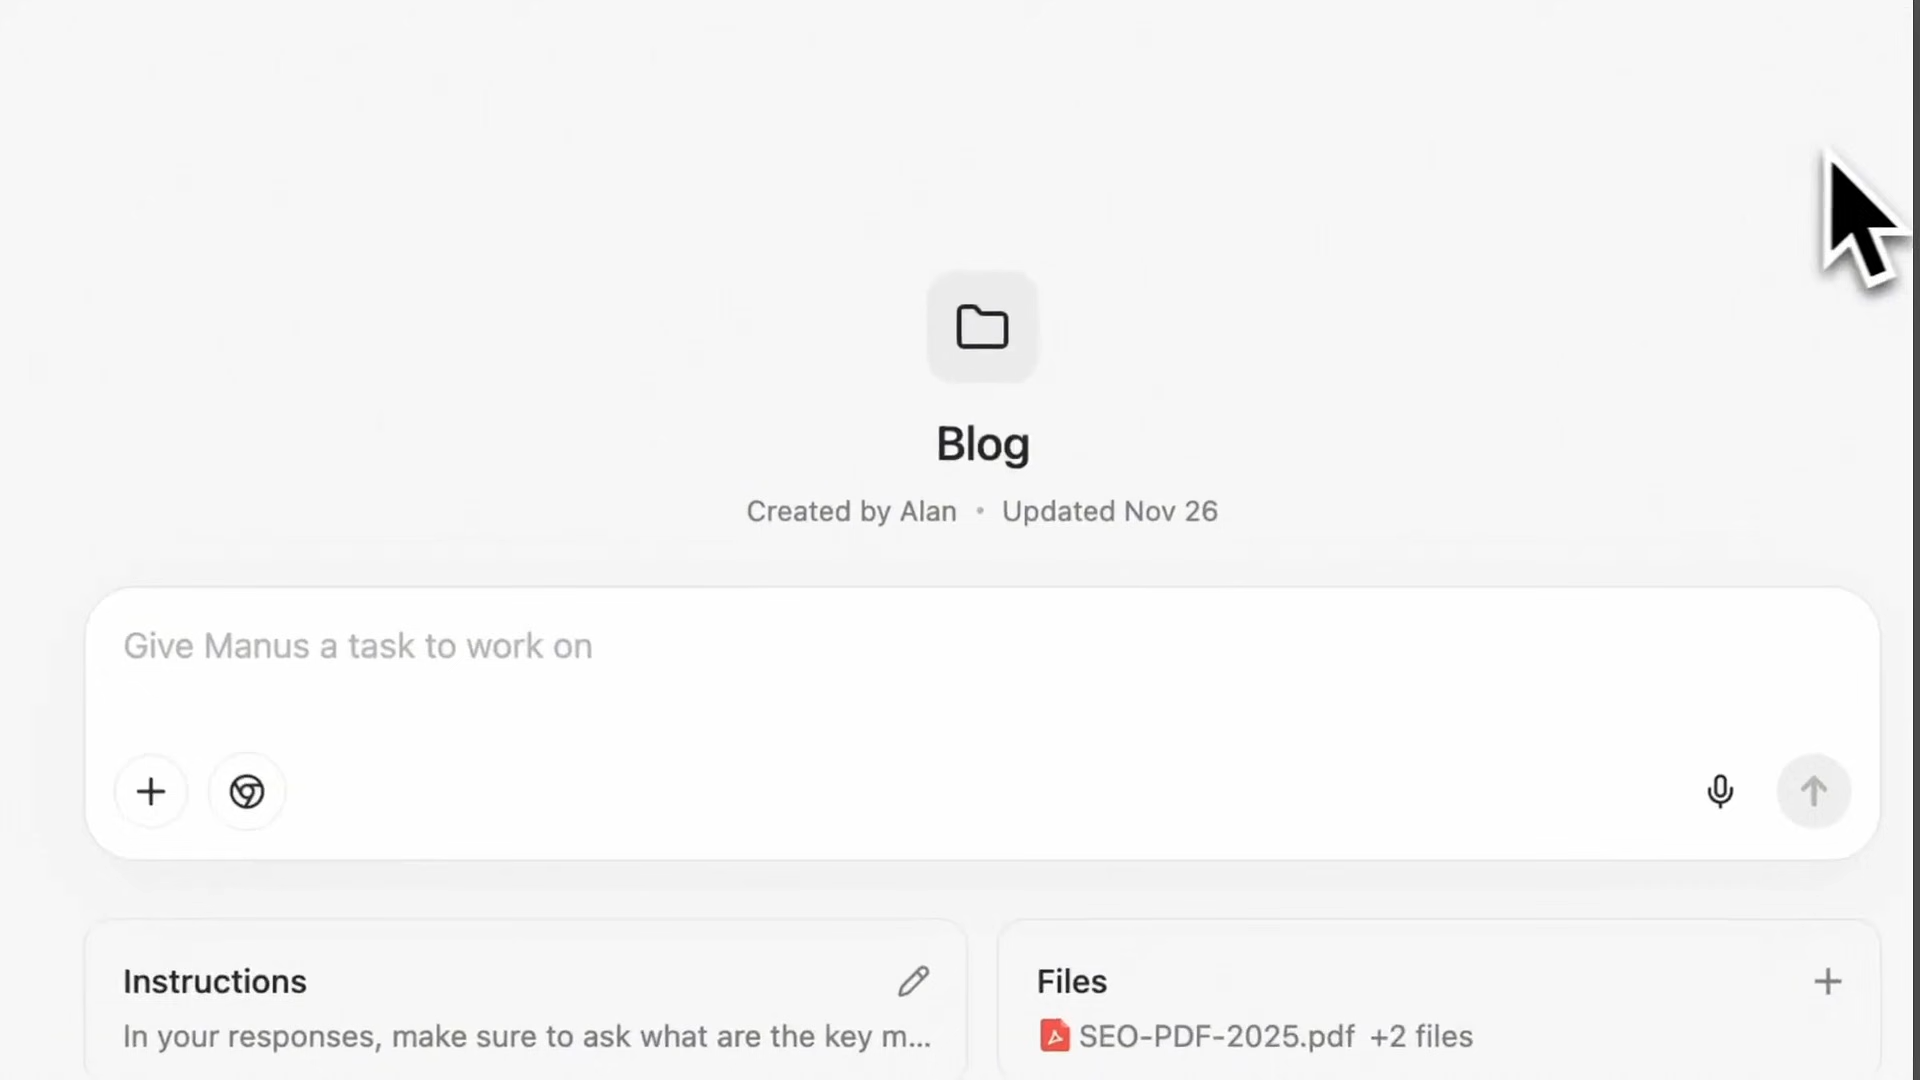 Blog
Created by Alan • Updated Nov 26
Give Manus a task to work on
Instructions
In your responses, make sure to ask what are the key m...
Files
SEO-PDF-2025.pdf +2 files